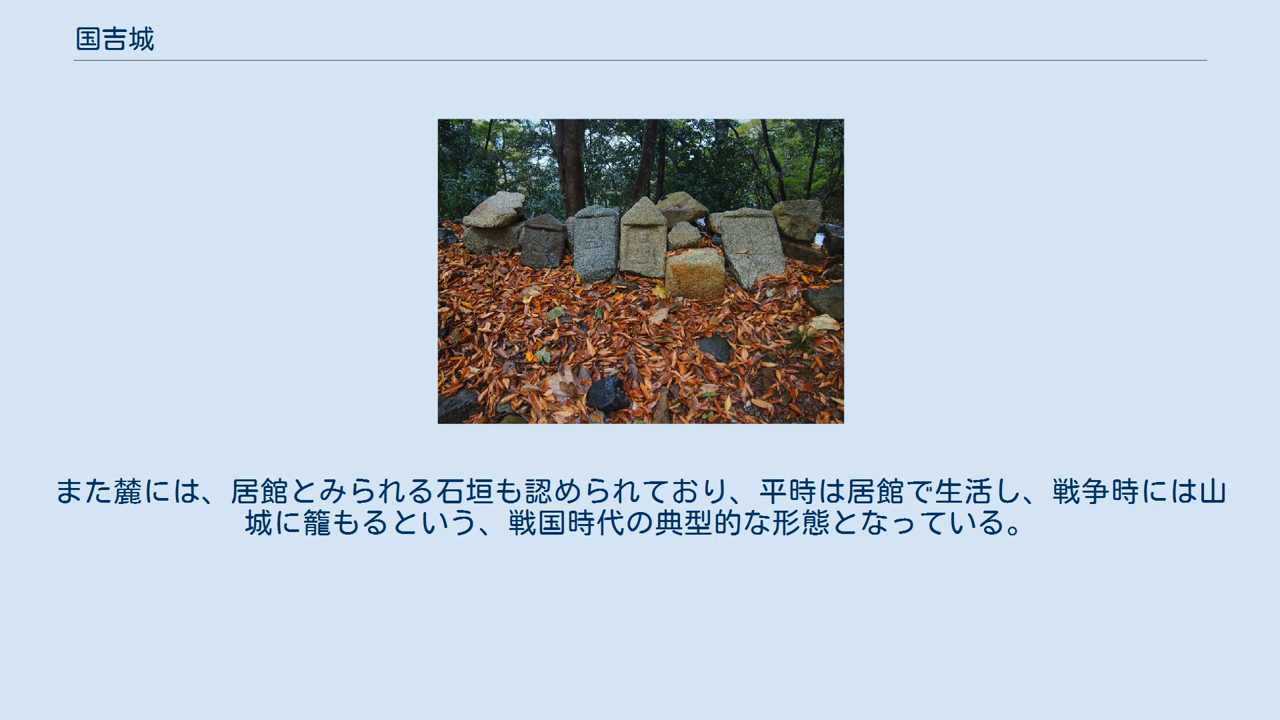 国吉城
また麓には、居館とみられる石垣も認められており、平時は居館で生活し、戦争時には山
城に籠もるという、戦国時代の典型的な形態となっている。